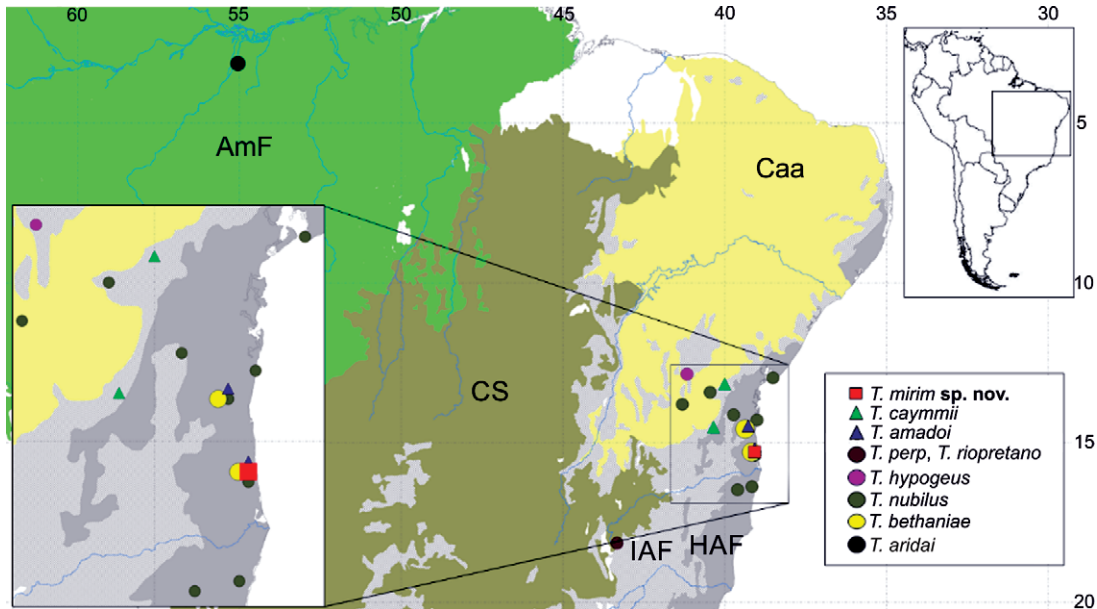 60 55 50 45 40 35 30
5
AmF
Caa
10
CS
T. mirim sp. nov.
T. caymmii
T. amadoi
15
T. perp, T. riopretano
T. hypogeus
T. nubilus
T. bethaniae
IAF HAF
T. aridai
20